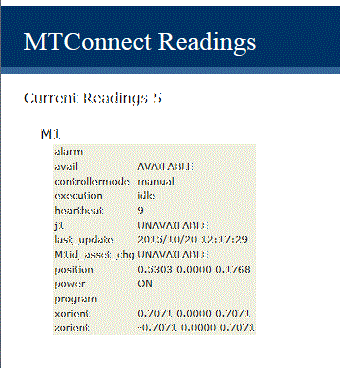 MTConnect Readings
Current Readings 5
M1
alarm
avail AVAILABLE
controllermode manual
execution idle
heartbeat 9
j1 UNAVAILABLE
last_update 2015/10/20 12:17:29
M1id_asset_chg UNAVAILABLE
position 0.5303 0.0000 0.1768
power ON
program
xorient 0.7071 0.0000 0.7071
zorient -0.7071 0.0000 0.7071